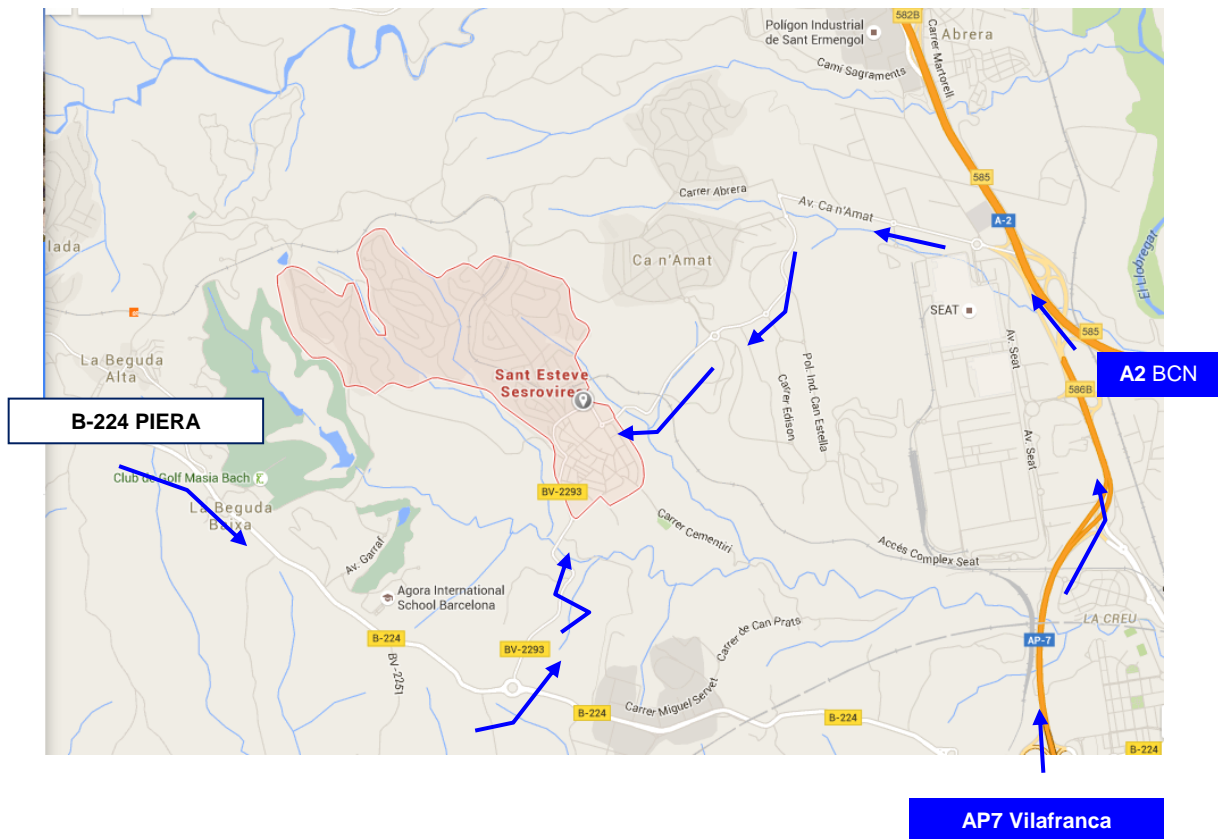 582B
Polígon Industrial
de Sant Ermengol
Abrera
Carrer Martorell
Camí Sagraments
585
Carrer Abrera
Av. Ca n'Amat
A-2
El Llobregat
lada
Ca n'Amat
SEAT
Av. Seat
585
La Beguda
Alta
Sant Esteve
Sesrovires
Carrer Edison
Pol. Ind. Can Estella
A2 BCN
586B
B-224 PIERA
Club de Golf Masia Bach
La Beguda
Baixa
BV-2293
Av. Seat
Carrer Cementiri
Accés Complex Seat
Av. Garraf
Agora International
School Barcelona
LA CREU
B-224
BV-2251
BV-2293
Carrer de Can Prats
AP-7
Carrer Miguel Servet
B-224
B-224
B-224
AP7 Vilafranca